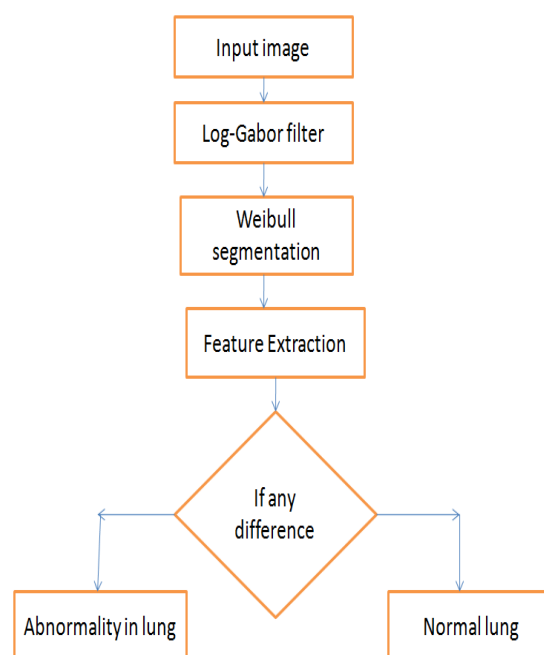 Input image
Log-Gabor filter
Weibull
segmentation
Feature Extraction
If any
difference
Abnormality in lung
Normal lung